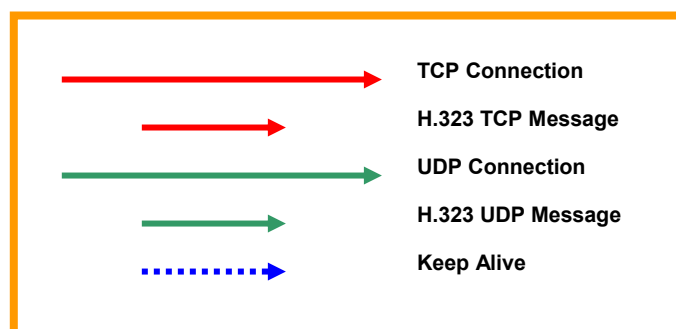 TCP Connection
H.323 TCP Message
UDP Connection
H.323 UDP Message
Keep Alive